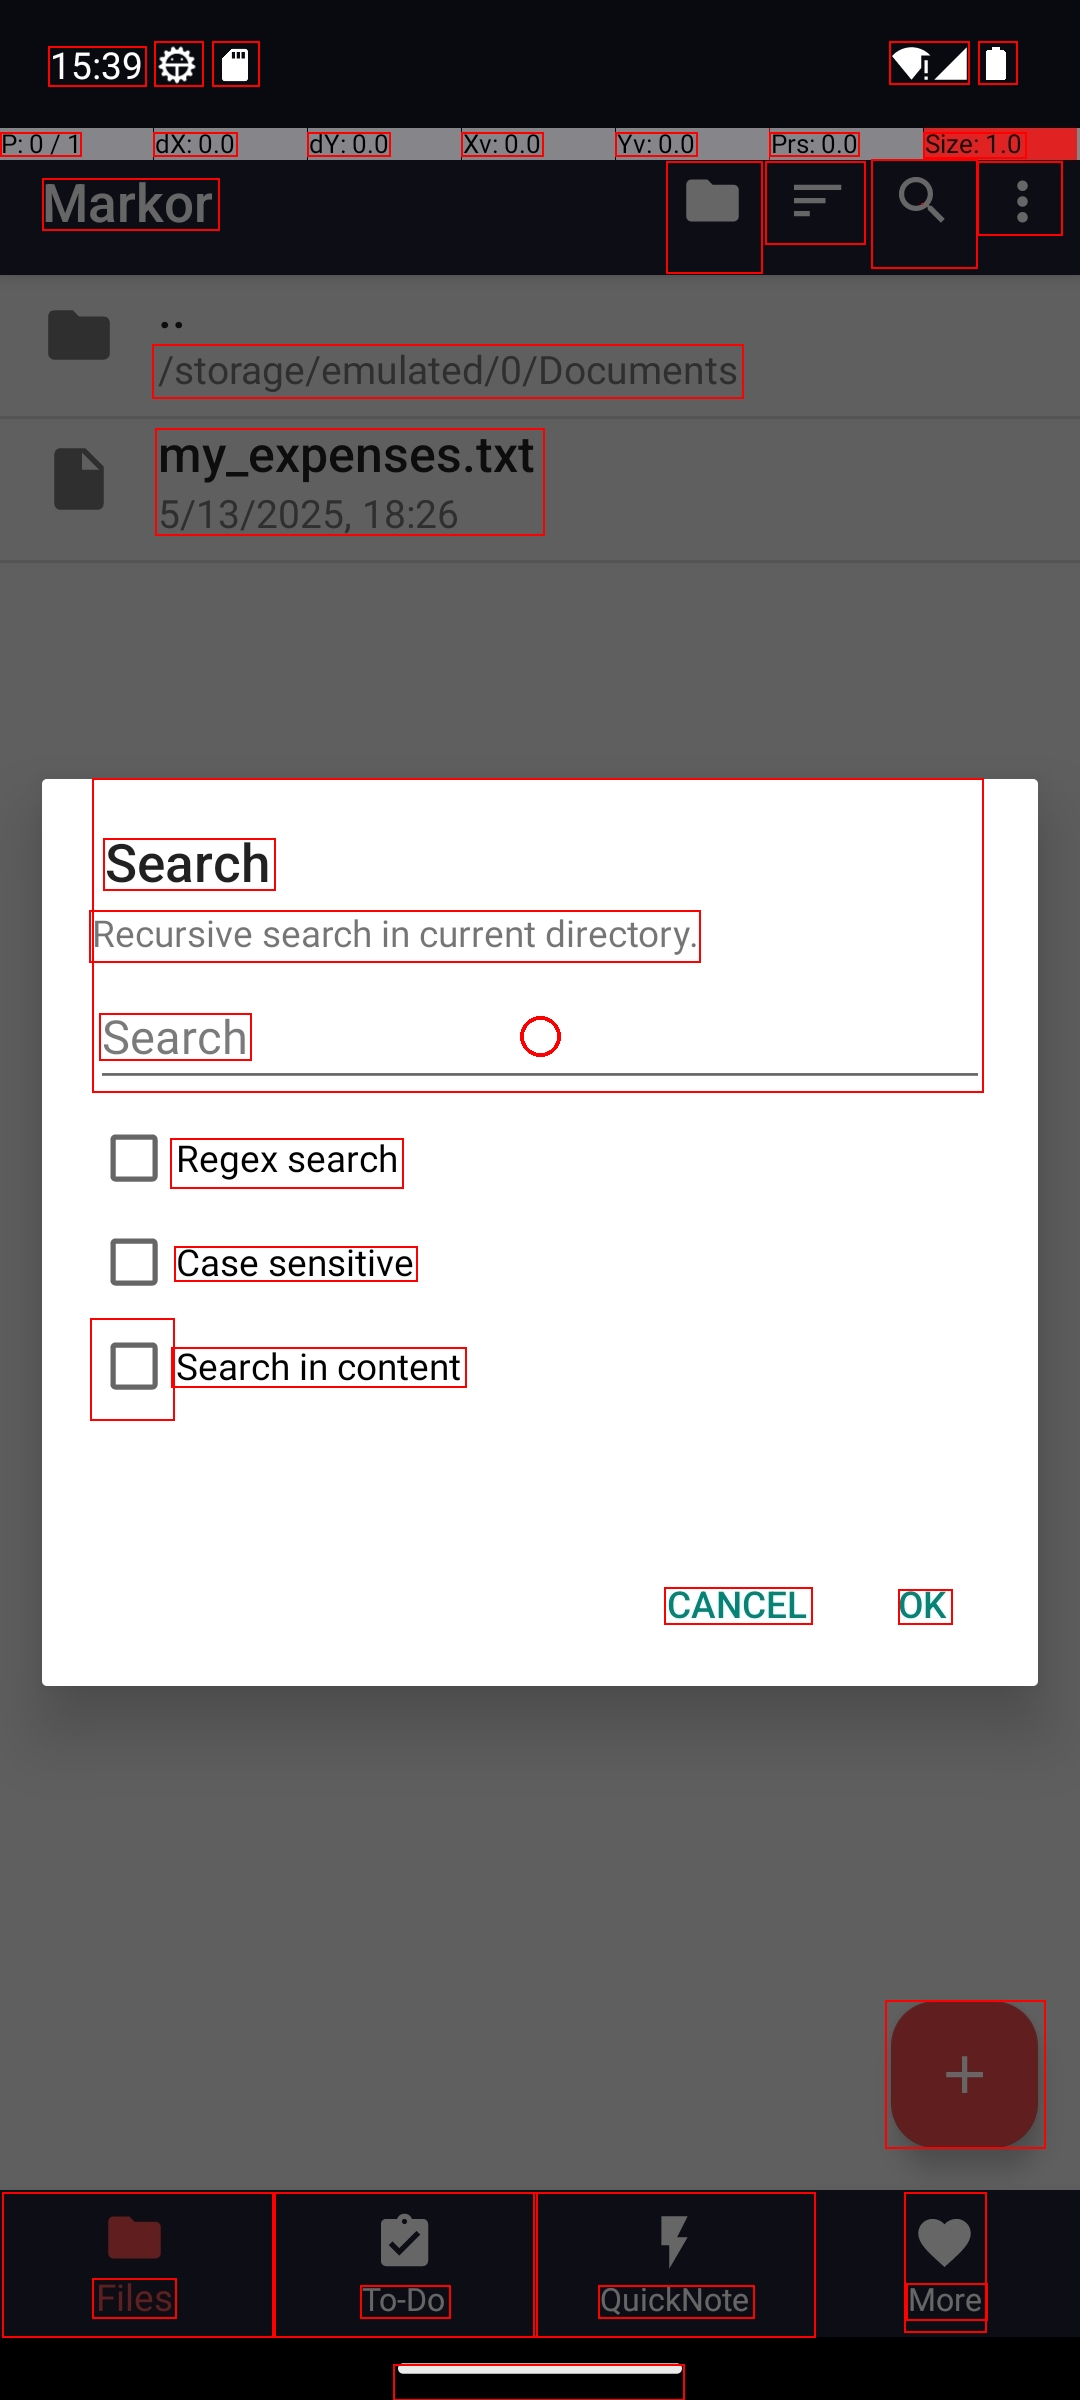 15:39
P: 0 / 1 dX: 0.0 dY: 0.0 Xv: 0.0 Yv: 0.0 Prs: 0.0 Size: 1.0
Markor
..
/storage/emulated/0/Documents
my_expenses.txt
5/13/2025, 18:26
Search
Recursive search in current directory.
Search
Regex search
Case sensitive
Search in content
CANCEL OK
Files To-Do QuickNote More